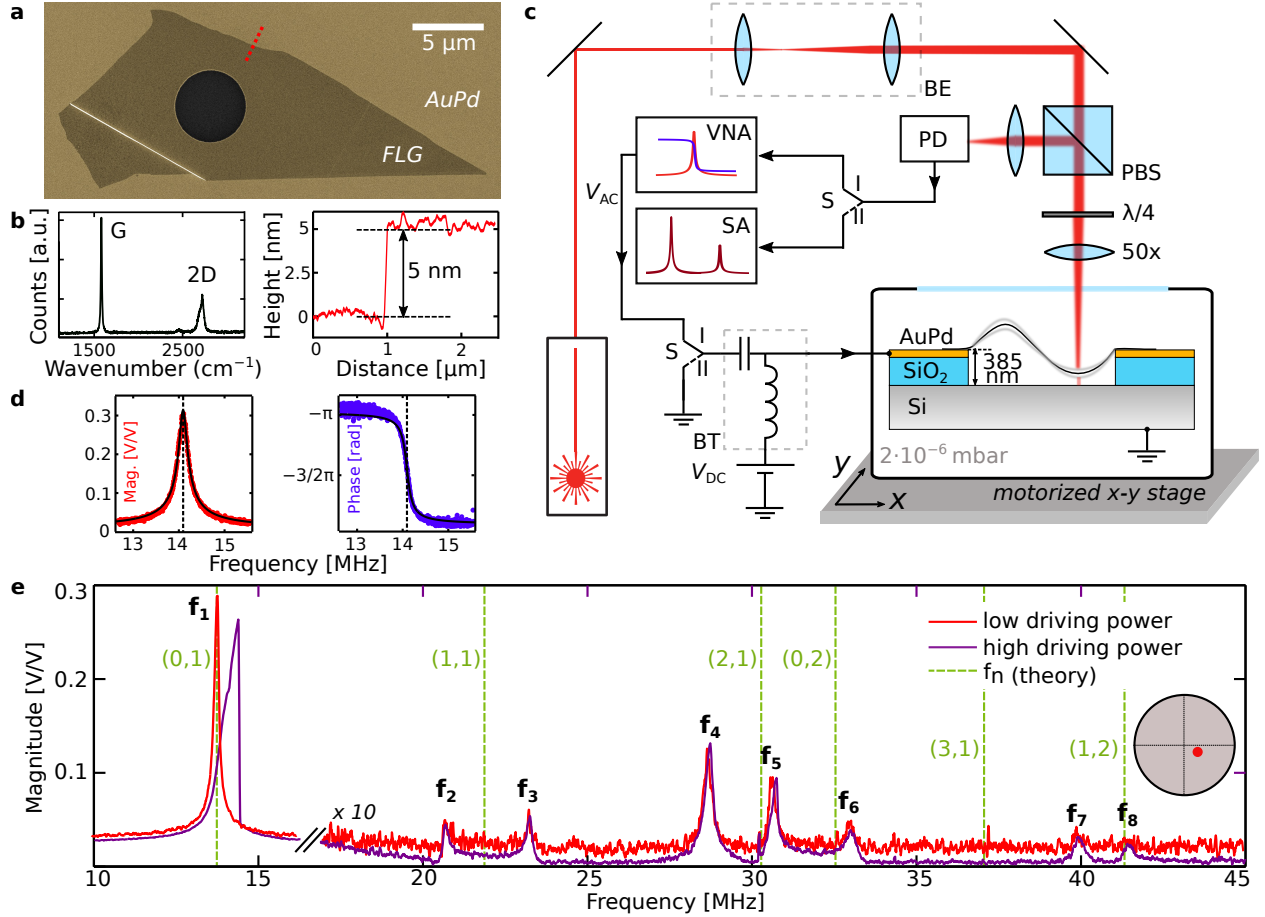 a
5 μm
AuPd
FLG
b
Counts [a.u.]
G
2D
1500
2500
Wavenumber (cm⁻¹)
Height [nm]
5
2.5
0
5 nm
0
1
2
Distance [μm]
c
BE
VNA
PD
PBS
V_AC
S
I
II
SA
λ/4
50x
S
I
II
AuPd
SiO₂
385
nm
Si
BT
V_DC
2·10⁻⁶ mbar
y
x
motorized x-y stage
d
Mag. [V/V]
0.3
0.2
0.1
0
13
14
15
Phase [rad]
−π
−3/2π
13
14
15
Frequency [MHz]
e
Magnitude [V/V]
0.3
0.2
0.1
f₁
(0,1)
(1,1)
(2,1)
(0,2)
(3,1)
(1,2)
low driving power
high driving power
fn (theory)
x 10
f₂
f₃
f₄
f₅
f₆
f₇
f₈
10
15
20
25
30
35
40
45
Frequency [MHz]